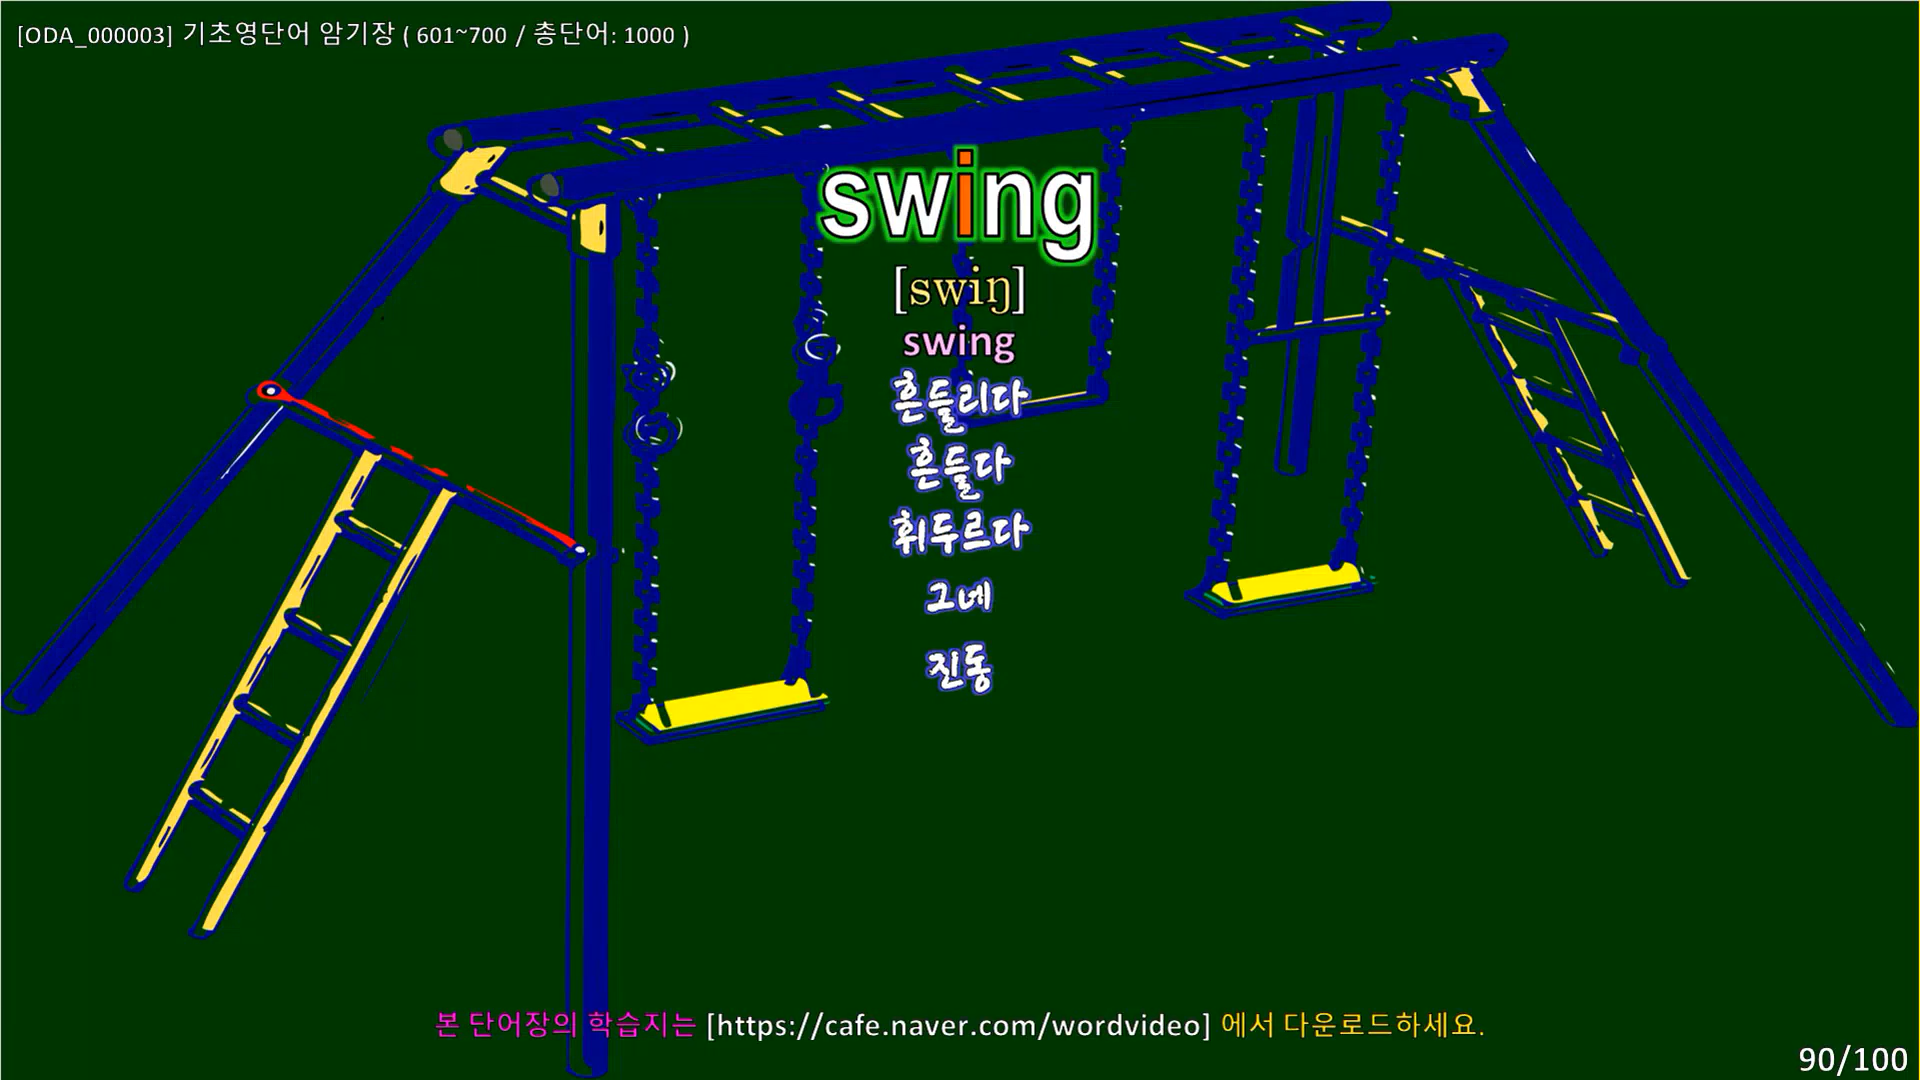 [ODA_000003] 기초영단어 암기장 ( 601~700 / 총단어: 1000 )
swing
[swiŋ]
swing
흔들리다
흔들다
휘두르다
그네
진동
본 단어장의 학습지는 [https://cafe.naver.com/wordvideo] 에서 다운로드하세요.
90/100